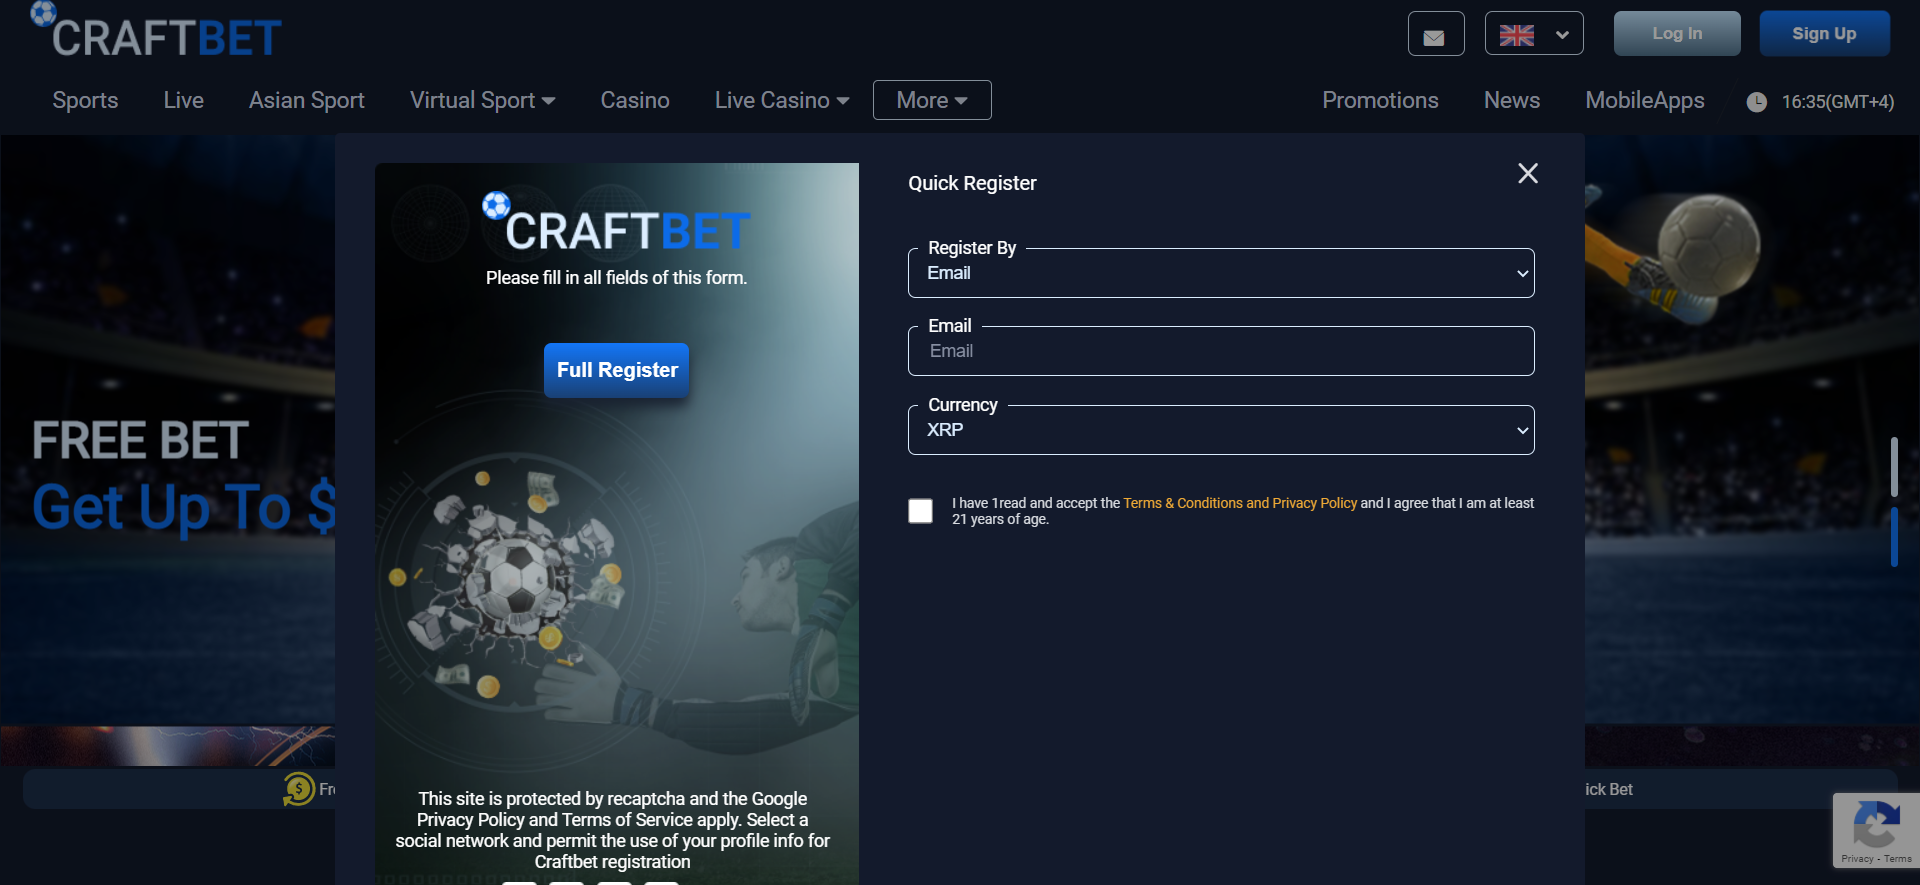 CRAFTBET
Log In
Sign Up
Sports
Live
Asian Sport
Virtual Sport
Casino
Live Casino
More
Promotions
News
MobileApps
16:35(GMT+4)
CRAFTBET
Please fill in all fields of this form.
Full Register
This site is protected by recaptcha and the Google
Privacy Policy and Terms of Service apply. Select a
social network and permit the use of your profile info for
Craftbet registration
Quick Register
Register By
Email
Email
Email
Currency
XRP
I have 1read and accept the Terms & Conditions and Privacy Policy and I agree that I am at least
21 years of age.
FREE BET
Get Up To $
Fre
ick Bet
Privacy - Terms